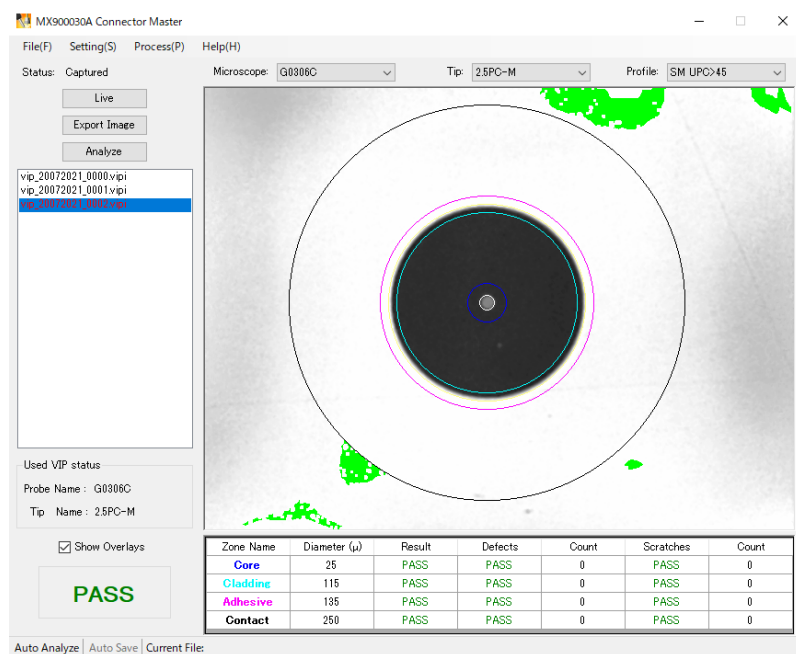 MX900030A Connector Master
File(F) Setting(S) Process(P) Help(H)
Status: Captured
Microscope: G0306C Tip: 2.5PC-M Profile: SM UPC>45
Live
Export Image
Analyze
vip_20072021_0000.vipi
vip_20072021_0001.vipi
vip_20072021_0002.vipi
Used VIP status
Probe Name : G0306C
Tip Name : 2.5PC-M
Show Overlays
PASS
Zone Name Diameter (μ) Result Defects Count Scratches Count
Core 25 PASS PASS 0 PASS 0
Cladding 115 PASS PASS 0 PASS 0
Adhesive 135 PASS PASS 0 PASS 0
Contact 250 PASS PASS 0 PASS 0
Auto Analyze Auto Save Current File: